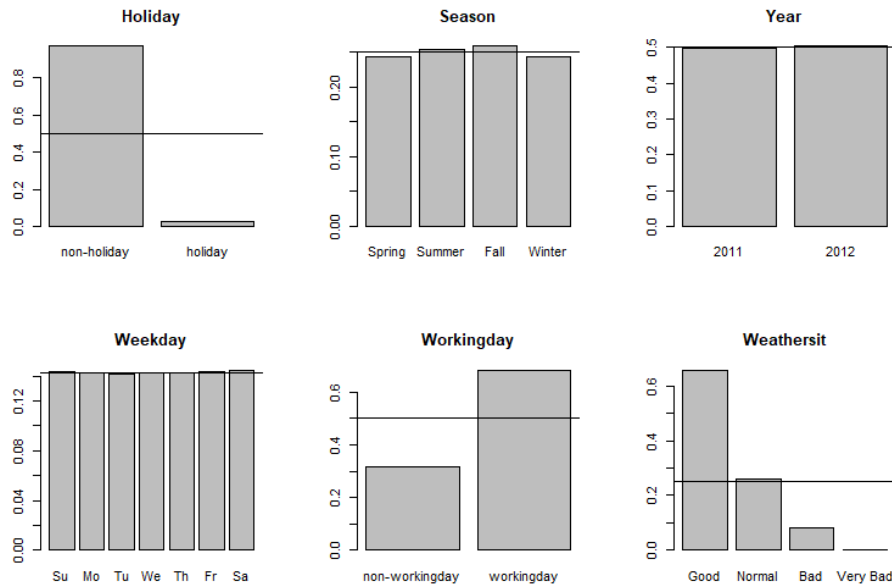 Holiday
0.0 0.2 0.4 0.6 0.8
non-holiday holiday
Season
0.00 0.10 0.20
Spring Summer Fall Winter
Year
0.0 0.1 0.2 0.3 0.4 0.5
2011 2012
Weekday
0.00 0.04 0.08 0.12
Su Mo Tu We Th Fr Sa
Workingday
0.0 0.2 0.4 0.6
non-workingday workingday
Weathersit
0.0 0.2 0.4 0.6
Good Normal Bad Very Bad